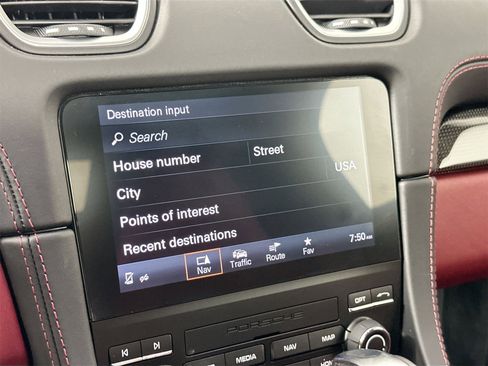 Destination input
Search
House number Street
City USA
Points of interest
Recent destinations
Nav Traffic Route Fav 7:50 AM
PORSCHE
OPT
MEDIA NAV MAP